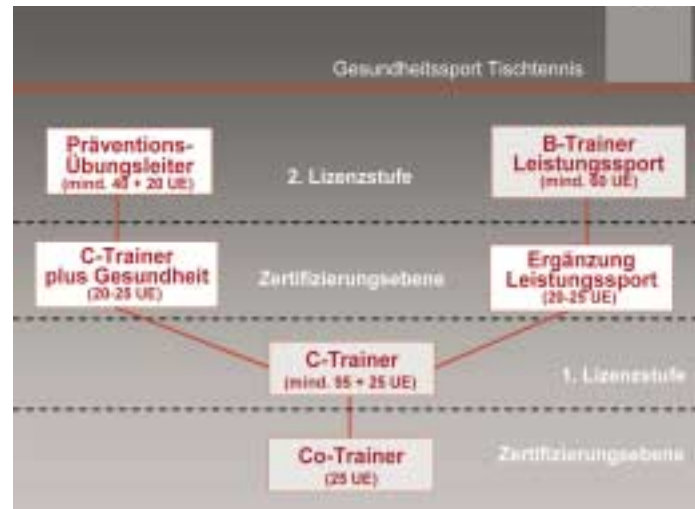 Gesundheitssport Tischtennis
Präventions-
Übungsleiter
(mind. 40 + 20 UE)
2. Lizenzstufe
B-Trainer
Leistungssport
(mind. 60 UE)
C-Trainer
plus Gesundheit
(20-25 UE)
Zertifizierungsebene
Ergänzung
Leistungssport
(20-25 UE)
C-Trainer
(mind. 95 + 25 UE)
1. Lizenzstufe
Co-Trainer
(25 UE)
Zertifizierungsebene